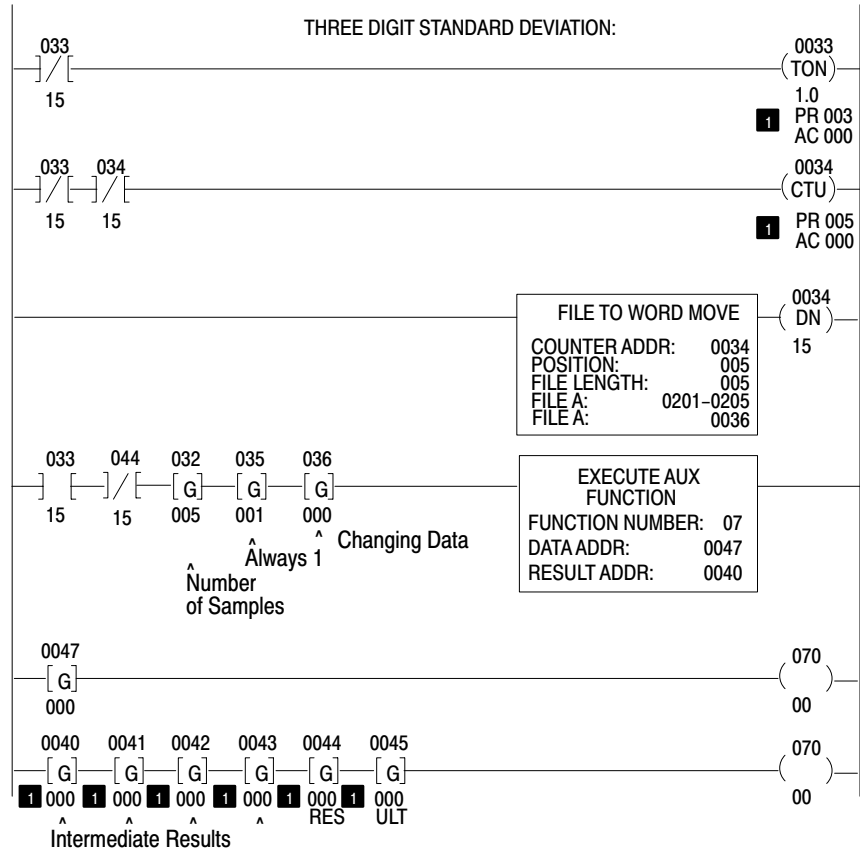 THREE DIGIT STANDARD DEVIATION:
033
15
0033
TON
1.0
1 PR 003
AC 000
033 034
15 15
0034
CTU
1 PR 005
AC 000
FILE TO WORD MOVE
COUNTER ADDR: 0034
POSITION: 005
FILE LENGTH: 005
FILE A: 0201-0205
FILE A: 0036
0034
DN
15
033 044 032 035 036
G G G
15 15 005 001 000
^ ^ ^
Number of Samples
Always 1
Changing Data
EXECUTE AUX
FUNCTION
FUNCTION NUMBER: 07
DATA ADDR: 0047
RESULT ADDR: 0040
0047
G
000
070
00
0040 0041 0042 0043 0044 0045
G G G G G G
1 000 1 000 1 000 1 000 1 000 1 000
^ ^ ^ ^ RES ULT
Intermediate Results
070
00